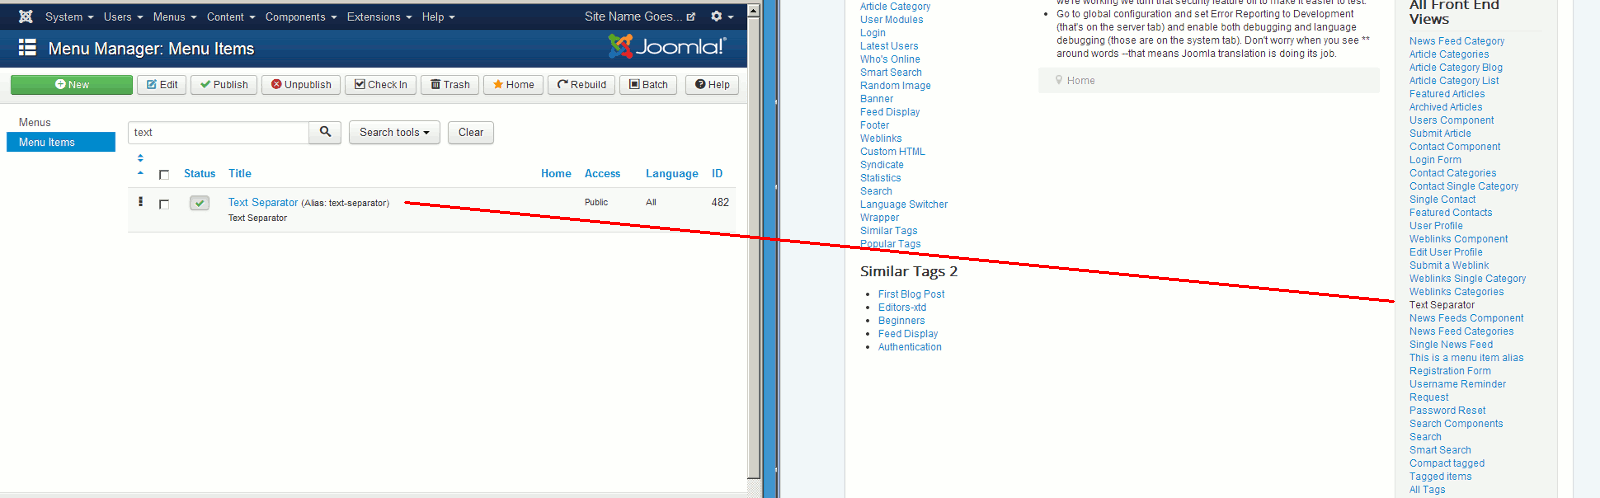 System Users Menus Content Components Extensions Help Site Name Goes...
Menu Manager: Menu Items Joomla!
New Edit Publish Unpublish Check In Trash Home Rebuild Batch Help
Menus
Menu Items
text Search tools Clear
Status Title Home Access Language ID
Text Separator (Alias: text-separator) Public All 482
Text Separator
Article Category
User Modules
Login
Latest Users
Who's Online
Smart Search
Random Image
Banner
Feed Display
Footer
Weblinks
Custom HTML
Syndicate
Statistics
Search
Language Switcher
Wrapper
Similar Tags
Popular Tags
Similar Tags 2
First Blog Post
Editors-xtd
Beginners
Feed Display
Authentication
we're working we turn that security feature off to make it easier to test.
Go to global configuration and set Error Reporting to Development
(that's on the server tab) and enable both debugging and language
debugging (those are on the system tab). Don't worry when you see **
around words --that means Joomla translation is doing its job.
Home
All Front End
Views
News Feed Category
Article Categories
Article Category Blog
Article Category List
Featured Articles
Archived Articles
Users Component
Submit Article
Contact Component
Login Form
Contact Categories
Contact Single Category
Single Contact
Featured Contacts
User Profile
Weblinks Component
Edit User Profile
Submit a Weblink
Weblinks Single Category
Weblinks Categories
Text Separator
News Feeds Component
News Feed Categories
Single News Feed
This is a menu item alias
Registration Form
Username Reminder
Request
Password Reset
Search Components
Search
Smart Search
Compact tagged
Tagged items
All Tags